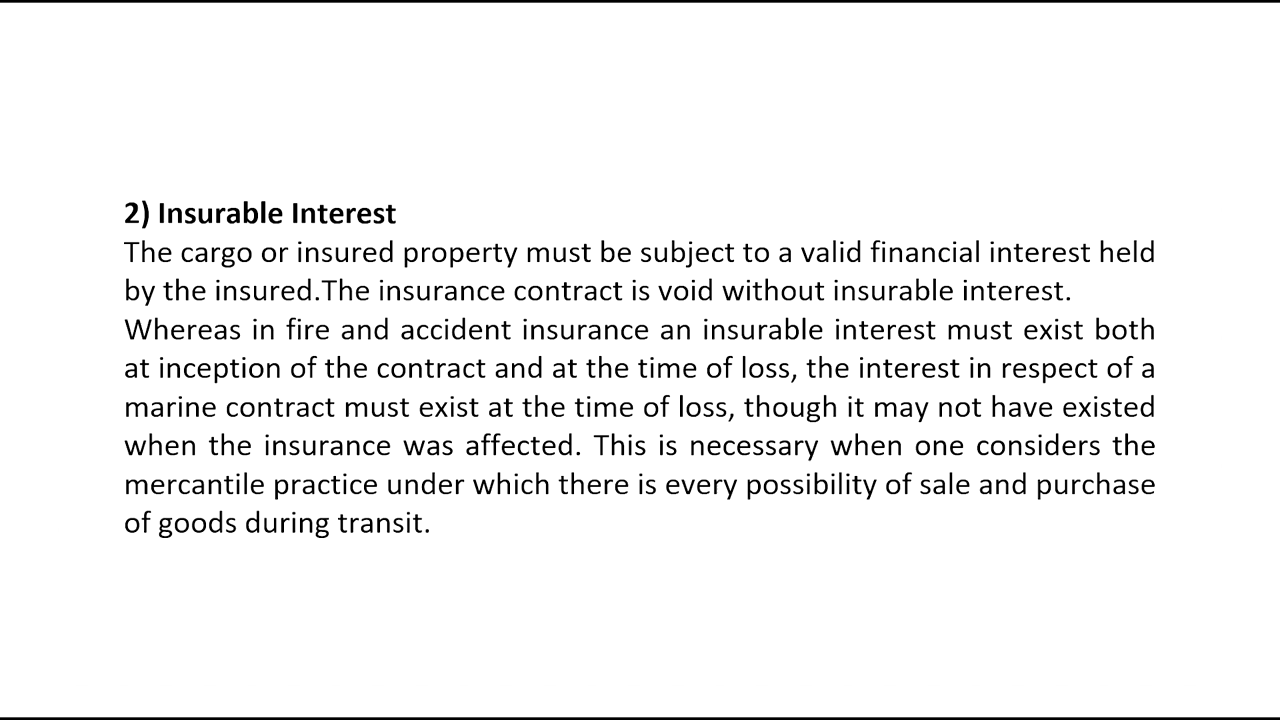 2) Insurable Interest
The cargo or insured property must be subject to a valid financial interest held
by the insured.The insurance contract is void without insurable interest.
Whereas in fire and accident insurance an insurable interest must exist both
at inception of the contract and at the time of loss, the interest in respect of a
marine contract must exist at the time of loss, though it may not have existed
when the insurance was affected. This is necessary when one considers the
mercantile practice under which there is every possibility of sale and purchase
of goods during transit.